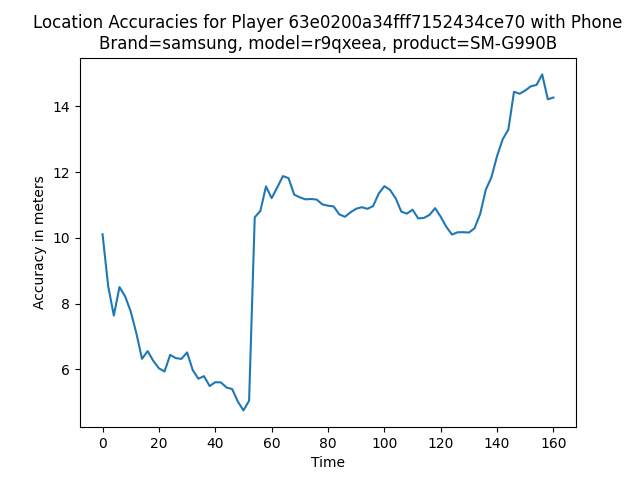 Location Accuracies for Player 63e0200a34fff7152434ce70 with Phone
Brand=samsung, model=r9qxeea, product=SM-G990B
14
12
10
8
6
Accuracy in meters
0 20 40 60 80 100 120 140 160
Time